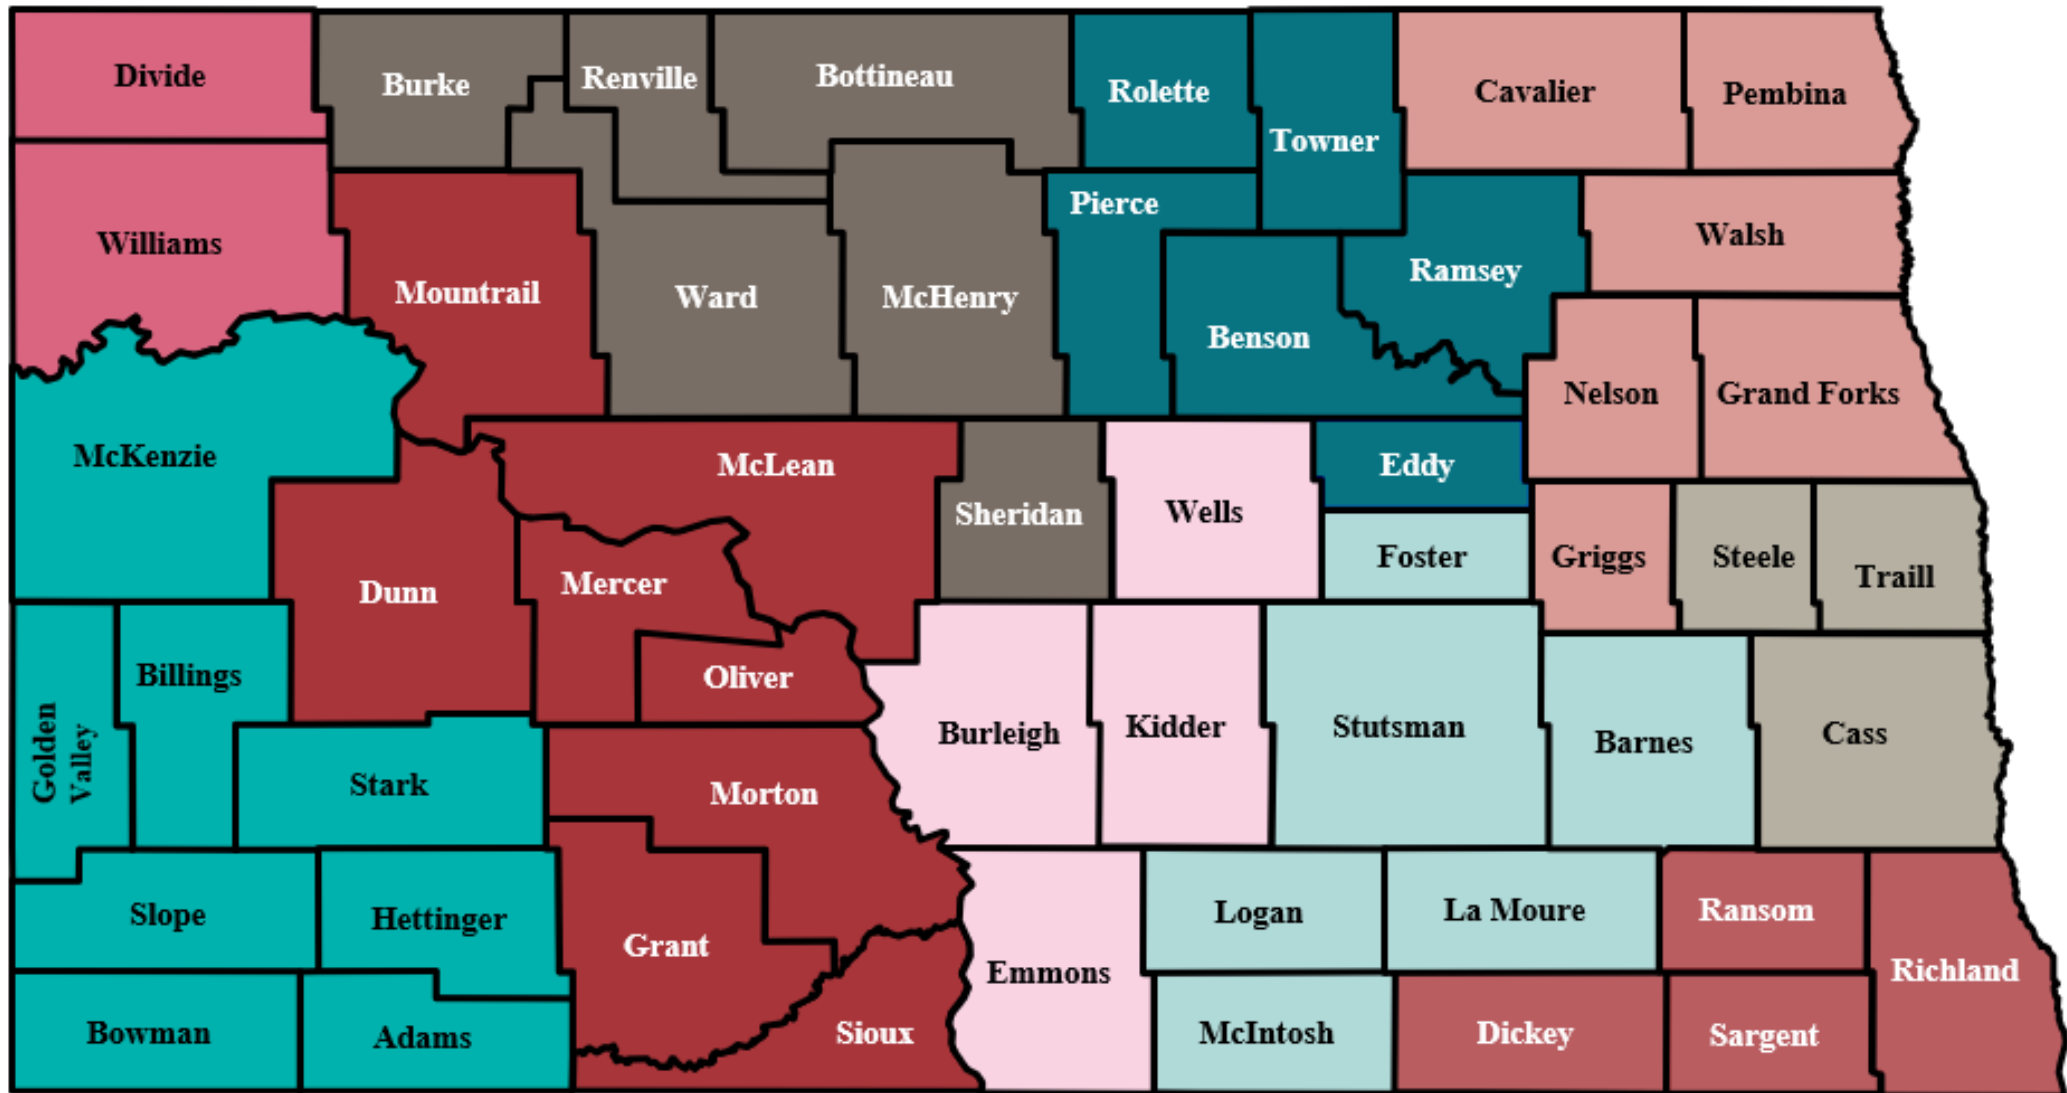 Divide
Burke
Renville
Bottineau
Rolette
Towner
Cavalier
Pembina
Williams
Mountrail
Ward
McHenry
Pierce
Benson
Ramsey
Walsh
Nelson
Grand Forks
McKenzie
McLean
Sheridan
Wells
Eddy
Foster
Griggs
Steele
Traill
Dunn
Mercer
Oliver
Golden
Valley
Billings
Stark
Morton
Burleigh
Kidder
Stutsman
Barnes
Cass
Slope
Hettinger
Grant
Emmons
Logan
La Moure
Ransom
Richland
Bowman
Adams
Sioux
McIntosh
Dickey
Sargent